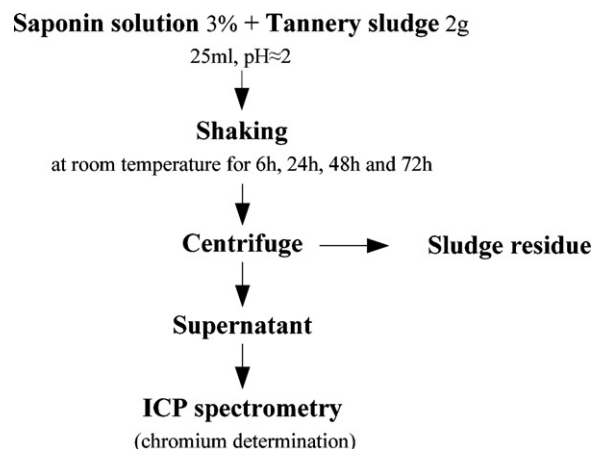 Saponin solution 3% + Tannery sludge 2g
25ml, pH≈2
Shaking
at room temperature for 6h, 24h, 48h and 72h
Centrifuge
Sludge residue
Supernatant
ICP spectrometry
(chromium determination)